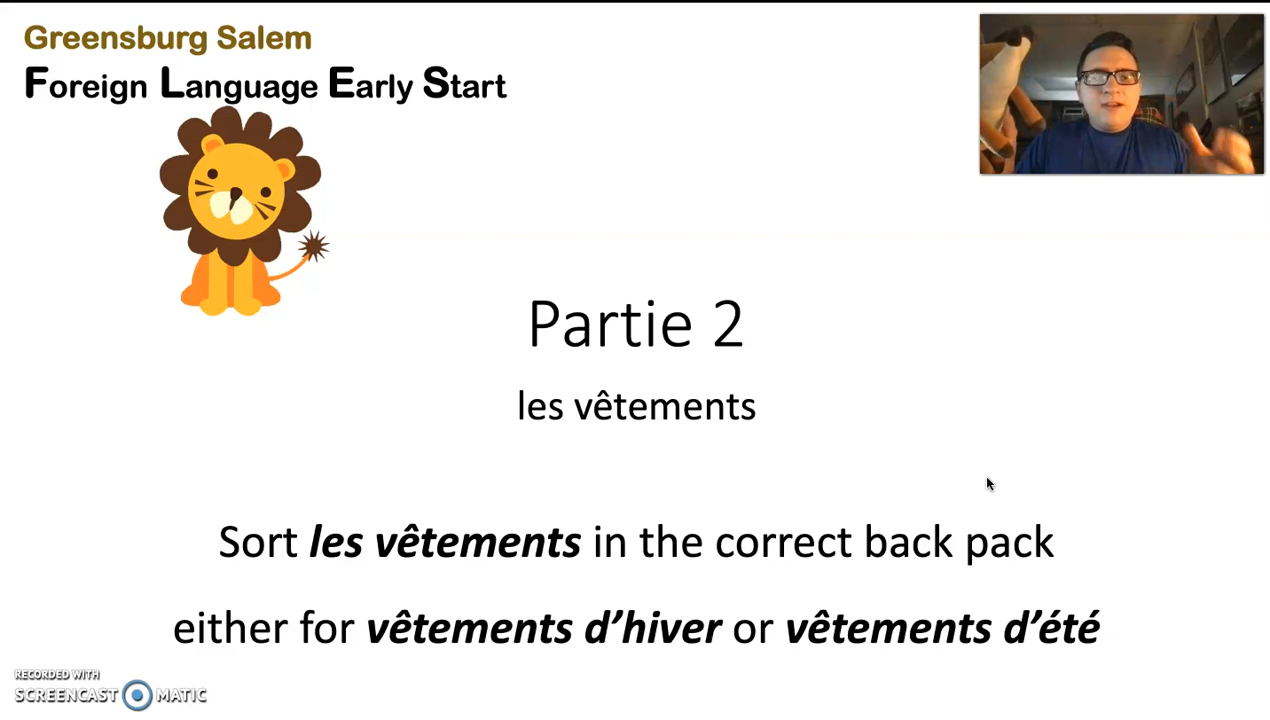 Greensburg Salem
Foreign Language Early Start
Partie 2
les vêtements
Sort les vêtements in the correct back pack
either for vêtements d’hiver or vêtements d’été
RECORDED WITH
SCREENCAST MATIC